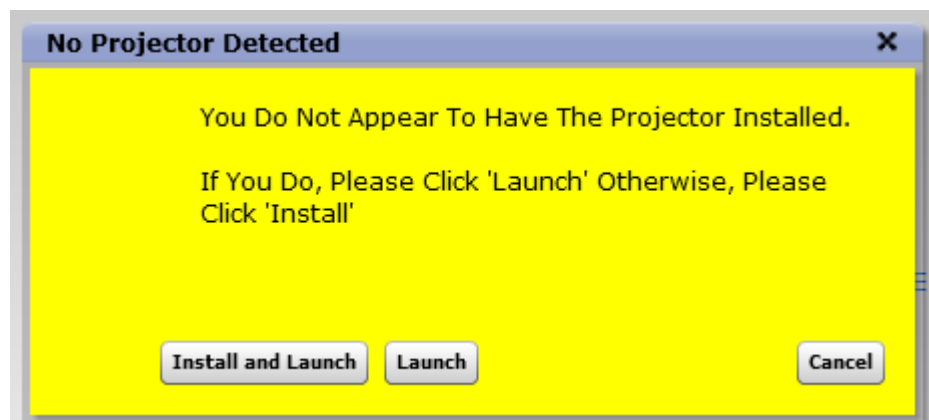 No Projector Detected
You Do Not Appear To Have The Projector Installed.
If You Do, Please Click 'Launch' Otherwise, Please
Click 'Install'
Install and Launch Launch Cancel